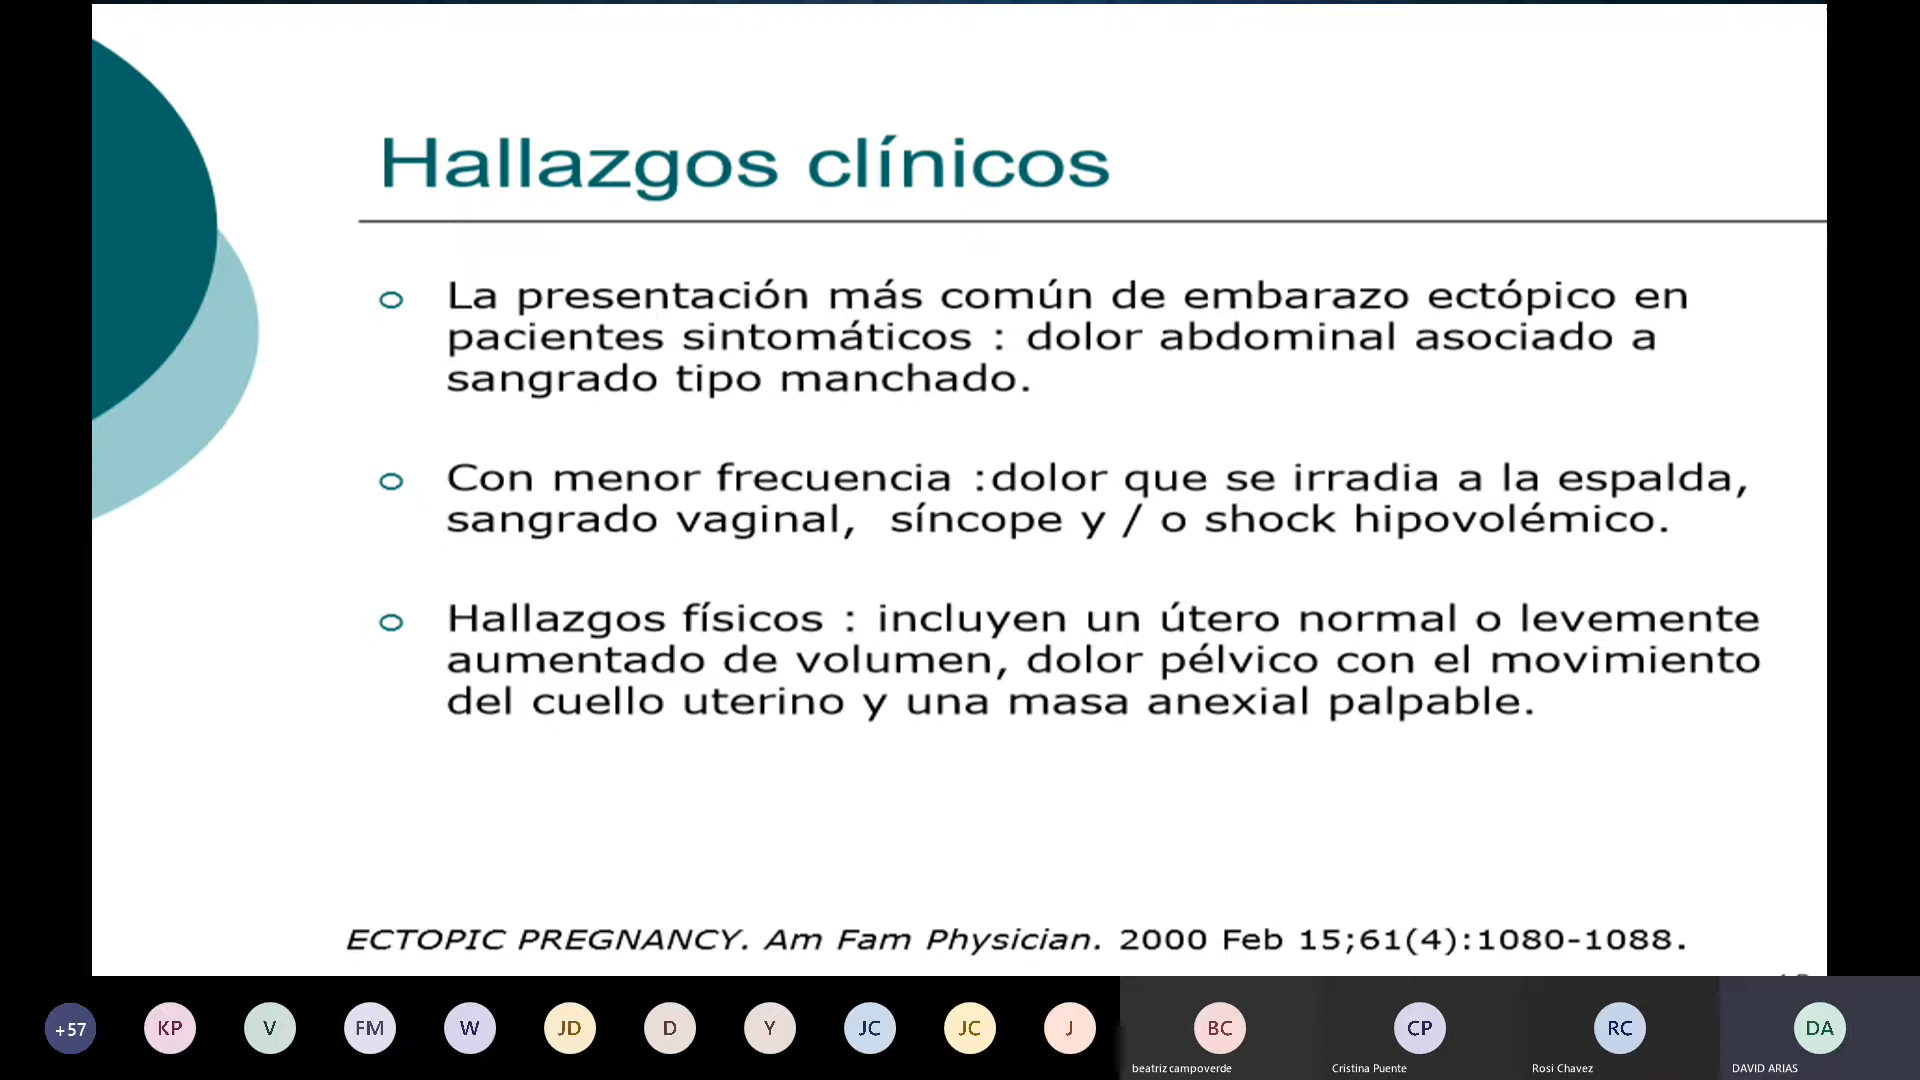 Hallazgos clínicos
La presentación más común de embarazo ectópico en
pacientes sintomáticos : dolor abdominal asociado a
sangrado tipo manchado.
Con menor frecuencia :dolor que se irradia a la espalda,
sangrado vaginal, síncope y / o shock hipovolémico.
Hallazgos físicos : incluyen un útero normal o levemente
aumentado de volumen, dolor pélvico con el movimiento
del cuello uterino y una masa anexial palpable.
ECTOPIC PREGNANCY. Am Fam Physician. 2000 Feb 15;61(4):1080-1088.
+57 KP V FM W JD D Y JC JC J BC CP RC DA
beatriz campoverde Cristina Puente Rosi Chavez DAVID ARIAS